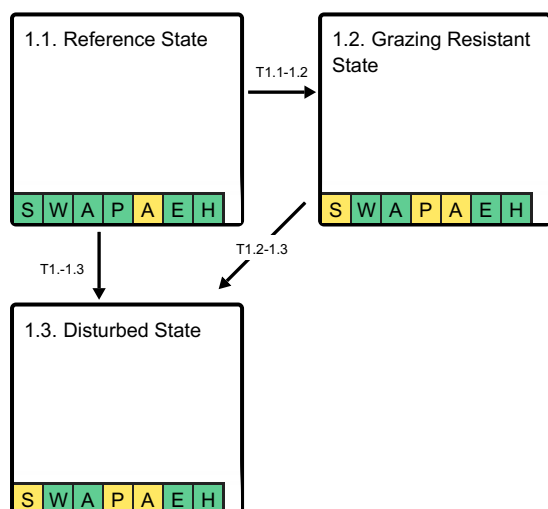 1.1. Reference State
1.2. Grazing Resistant
State
T1.1-1.2
S W A P A E H
S W A P A E H
T1.-1.3
T1.2-1.3
1.3. Disturbed State
S W A P A E H